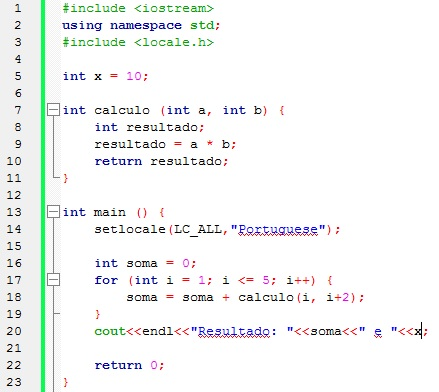 1 #include <iostream>
2 using namespace std;
3 #include <locale.h>
4
5 int x = 10;
6
7 int calculo (int a, int b) {
8 int resultado;
9 resultado = a * b;
10 return resultado;
11 }
12
13 int main () {
14 setlocale(LC_ALL,"Portuguese");
15
16 int soma = 0;
17 for (int i = 1; i <= 5; i++) {
18 soma = soma + calculo(i, i+2);
19 }
20 cout<<endl<<"Resultado: "<<soma<<" e "<<x;
21
22 return 0;
23 }